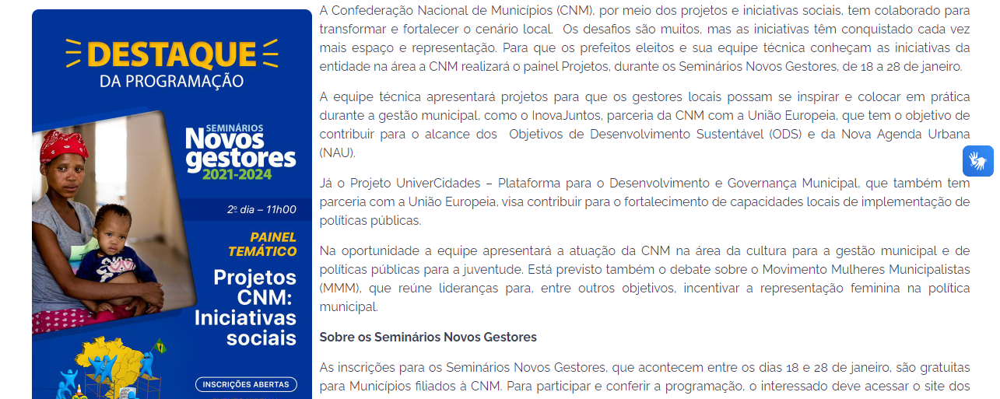 DESTAQUE
DA PROGRAMAÇÃO
SEMINÁRIOS
Novos
gestores
2021-2024
2º dia – 11h00
PAINEL
TEMÁTICO
Projetos
CNM:
Iniciativas
sociais
INSCRIÇÕES ABERTAS
A Confederação Nacional de Municípios (CNM), por meio dos projetos e iniciativas sociais, tem colaborado para
transformar e fortalecer o cenário local. Os desafios são muitos, mas as iniciativas têm conquistado cada vez
mais espaço e representação. Para que os prefeitos eleitos e sua equipe técnica conheçam as iniciativas da
entidade na área a CNM realizará o painel Projetos, durante os Seminários Novos Gestores, de 18 a 28 de janeiro.
A equipe técnica apresentará projetos para que os gestores locais possam se inspirar e colocar em prática
durante a gestão municipal, como o InovaJuntos, parceria da CNM com a União Europeia, que tem o objetivo de
contribuir para o alcance dos Objetivos de Desenvolvimento Sustentável (ODS) e da Nova Agenda Urbana
(NAU).
Já o Projeto UniverCidades – Plataforma para o Desenvolvimento e Governança Municipal, que também tem
parceria com a União Europeia, visa contribuir para o fortalecimento de capacidades locais de implementação de
políticas públicas.
Na oportunidade a equipe apresentará a atuação da CNM na área da cultura para a gestão municipal e de
políticas públicas para a juventude. Está previsto também o debate sobre o Movimento Mulheres Municipalistas
(MMM), que reúne lideranças para, entre outros objetivos, incentivar a representação feminina na política
municipal.
Sobre os Seminários Novos Gestores
As inscrições para os Seminários Novos Gestores, que acontecem entre os dias 18 e 28 de janeiro, são gratuitas
para Municípios filiados à CNM. Para participar e conferir a programação, o interessado deve acessar o site dos